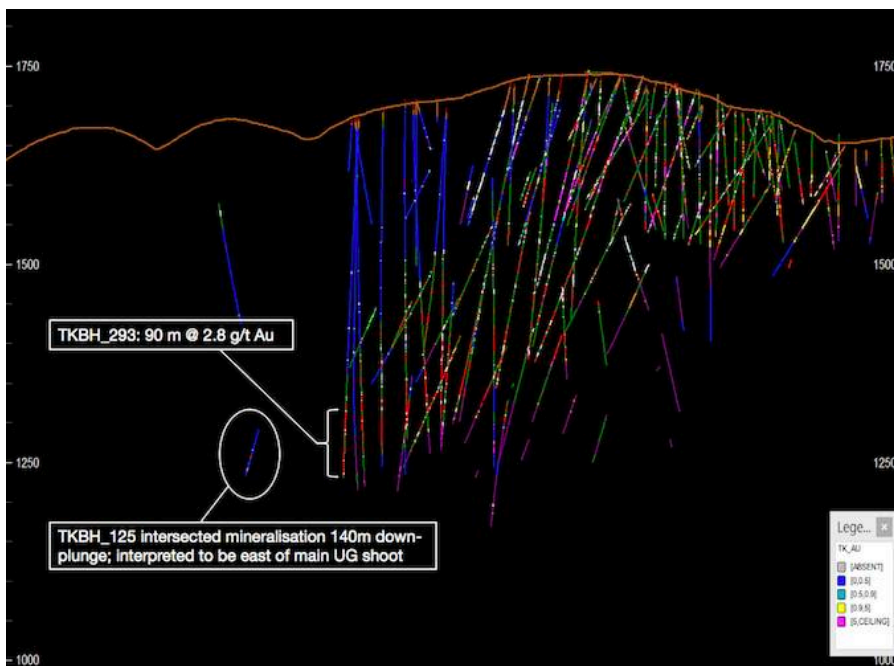 1750
1750
1500
1500
TKBH_293: 90 m @ 2.8 g/t Au
1250
1250
TKBH_125 intersected mineralisation 140m down-
plunge; interpreted to be east of main UG shoot
Lege...
TK_AU
[ABSENT]
[0,0.5]
[0.5,0.9]
[0.9,5]
[5,CEILING]
1000
1000